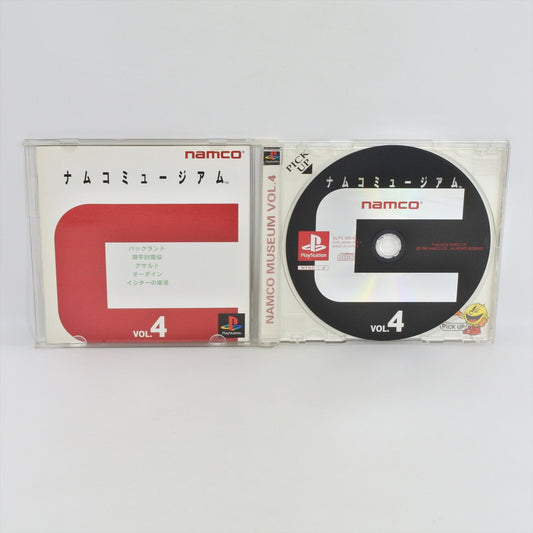 namco
ナムコミュージアム™
パックランド
源平討魔伝
アサルト
オーダイン
イシターの復活
VOL.4
PlayStation
NAMCO MUSEUM VOL.4
PICK UP
ナムコミュージアム
namco
PlayStation
VOL.4
PICK UP